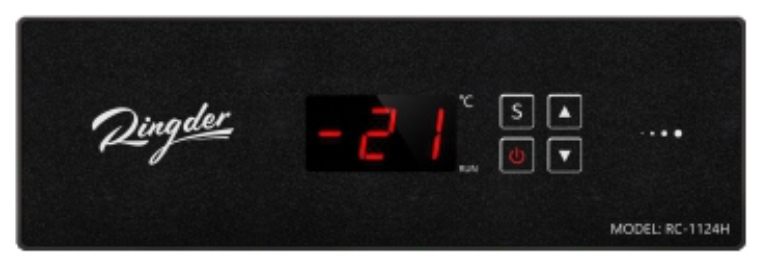 Ringder
-21
°C
RUN
S
MODEL: RC-1124H